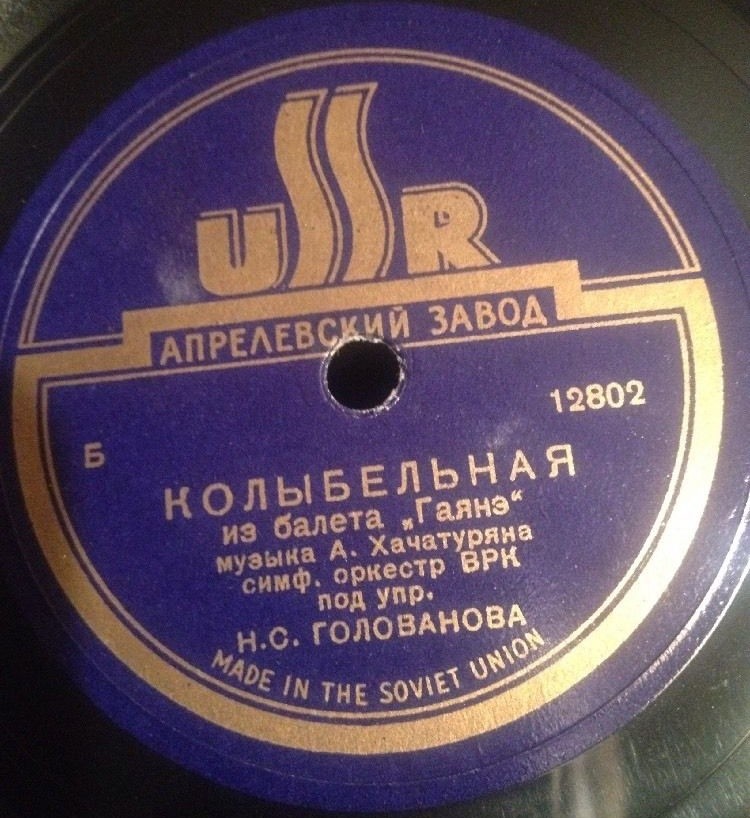 USSR
АПРЕЛЕВСКИЙ ЗАВОД
Б 12802
КОЛЫБЕЛЬНАЯ
из балета „Гаянэ“
музыка А. Хачатуряна
симф. оркестр ВРК
под упр.
Н.С. ГОЛОВАНОВА
MADE IN THE SOVIET UNION